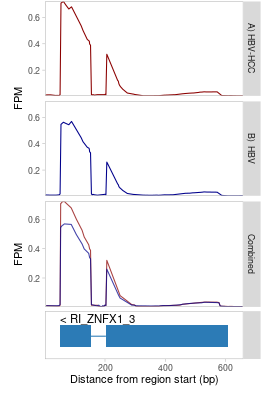 0.6
0.4
0.2
FPM
A) HBV-HCC
0.6
0.4
0.2
B) HBV
0.6
0.4
0.2
FPM
Combined
< RI_ZNFX1_3
200
400
600
Distance from region start (bp)